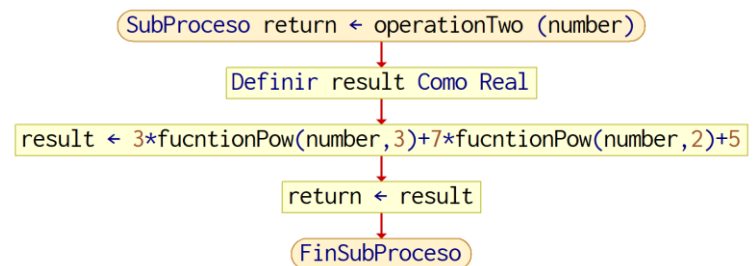 SubProceso return ← operationTwo (number)
Definir result Como Real
result ← 3*fucntionPow(number,3)+7*fucntionPow(number,2)+5
return ← result
FinSubProceso